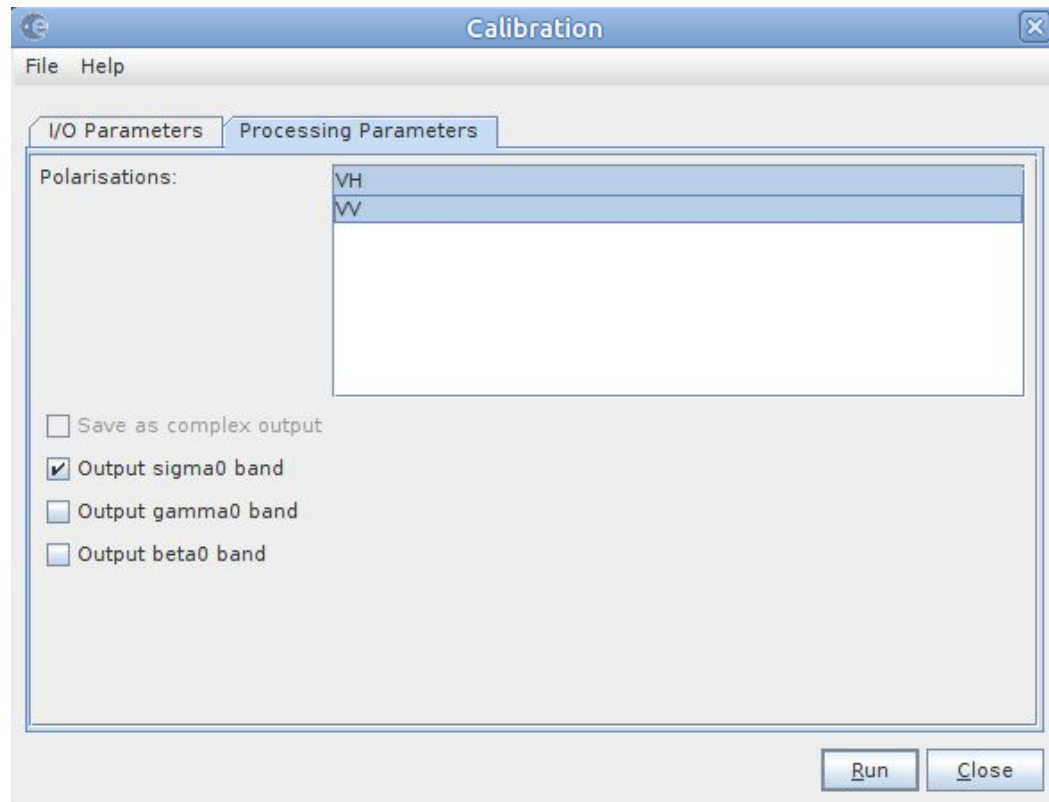 Calibration
File Help
I/O Parameters Processing Parameters
Polarisations: VH
VV
Save as complex output
Output sigma0 band
Output gamma0 band
Output beta0 band
Run Close